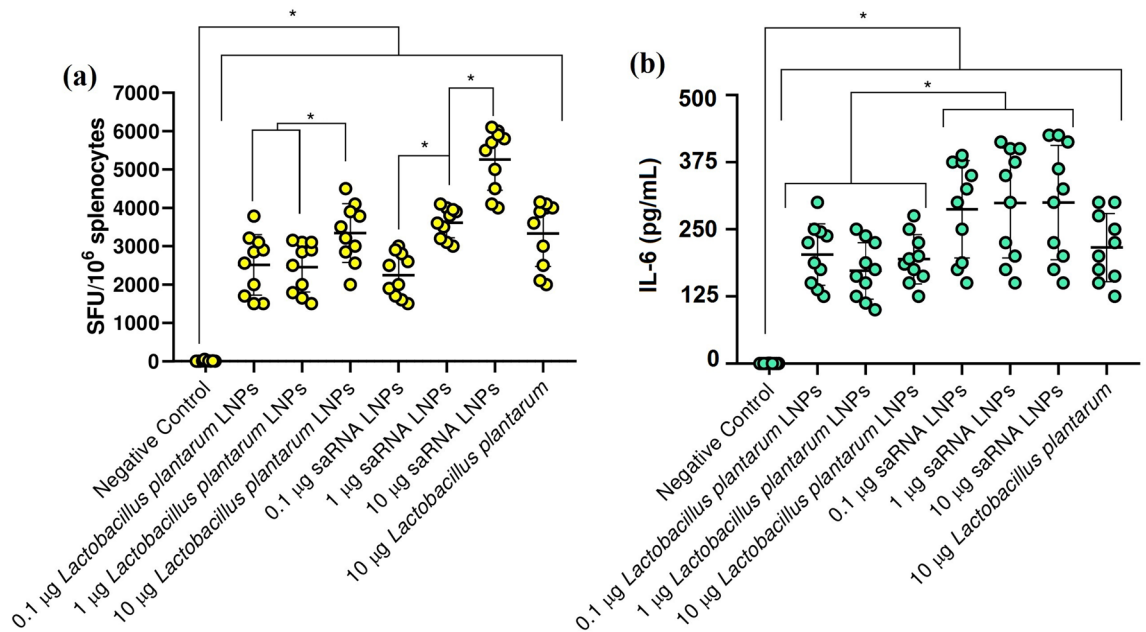 (a)
*
*
*
*
SFU/10⁶ splenocytes
7000
6000
5000
4000
3000
2000
1000
0
Negative Control
0.1 µg Lactobacillus plantarum LNPs
1 µg Lactobacillus plantarum LNPs
10 µg Lactobacillus plantarum LNPs
0.1 µg saRNA LNPs
1 µg saRNA LNPs
10 µg saRNA LNPs
10 µg Lactobacillus plantarum
(b)
*
*
IL-6 (pg/mL)
500
375
250
125
0
Negative Control
0.1 µg Lactobacillus plantarum LNPs
1 µg Lactobacillus plantarum LNPs
10 µg Lactobacillus plantarum LNPs
0.1 µg saRNA LNPs
1 µg saRNA LNPs
10 µg saRNA LNPs
10 µg Lactobacillus plantarum